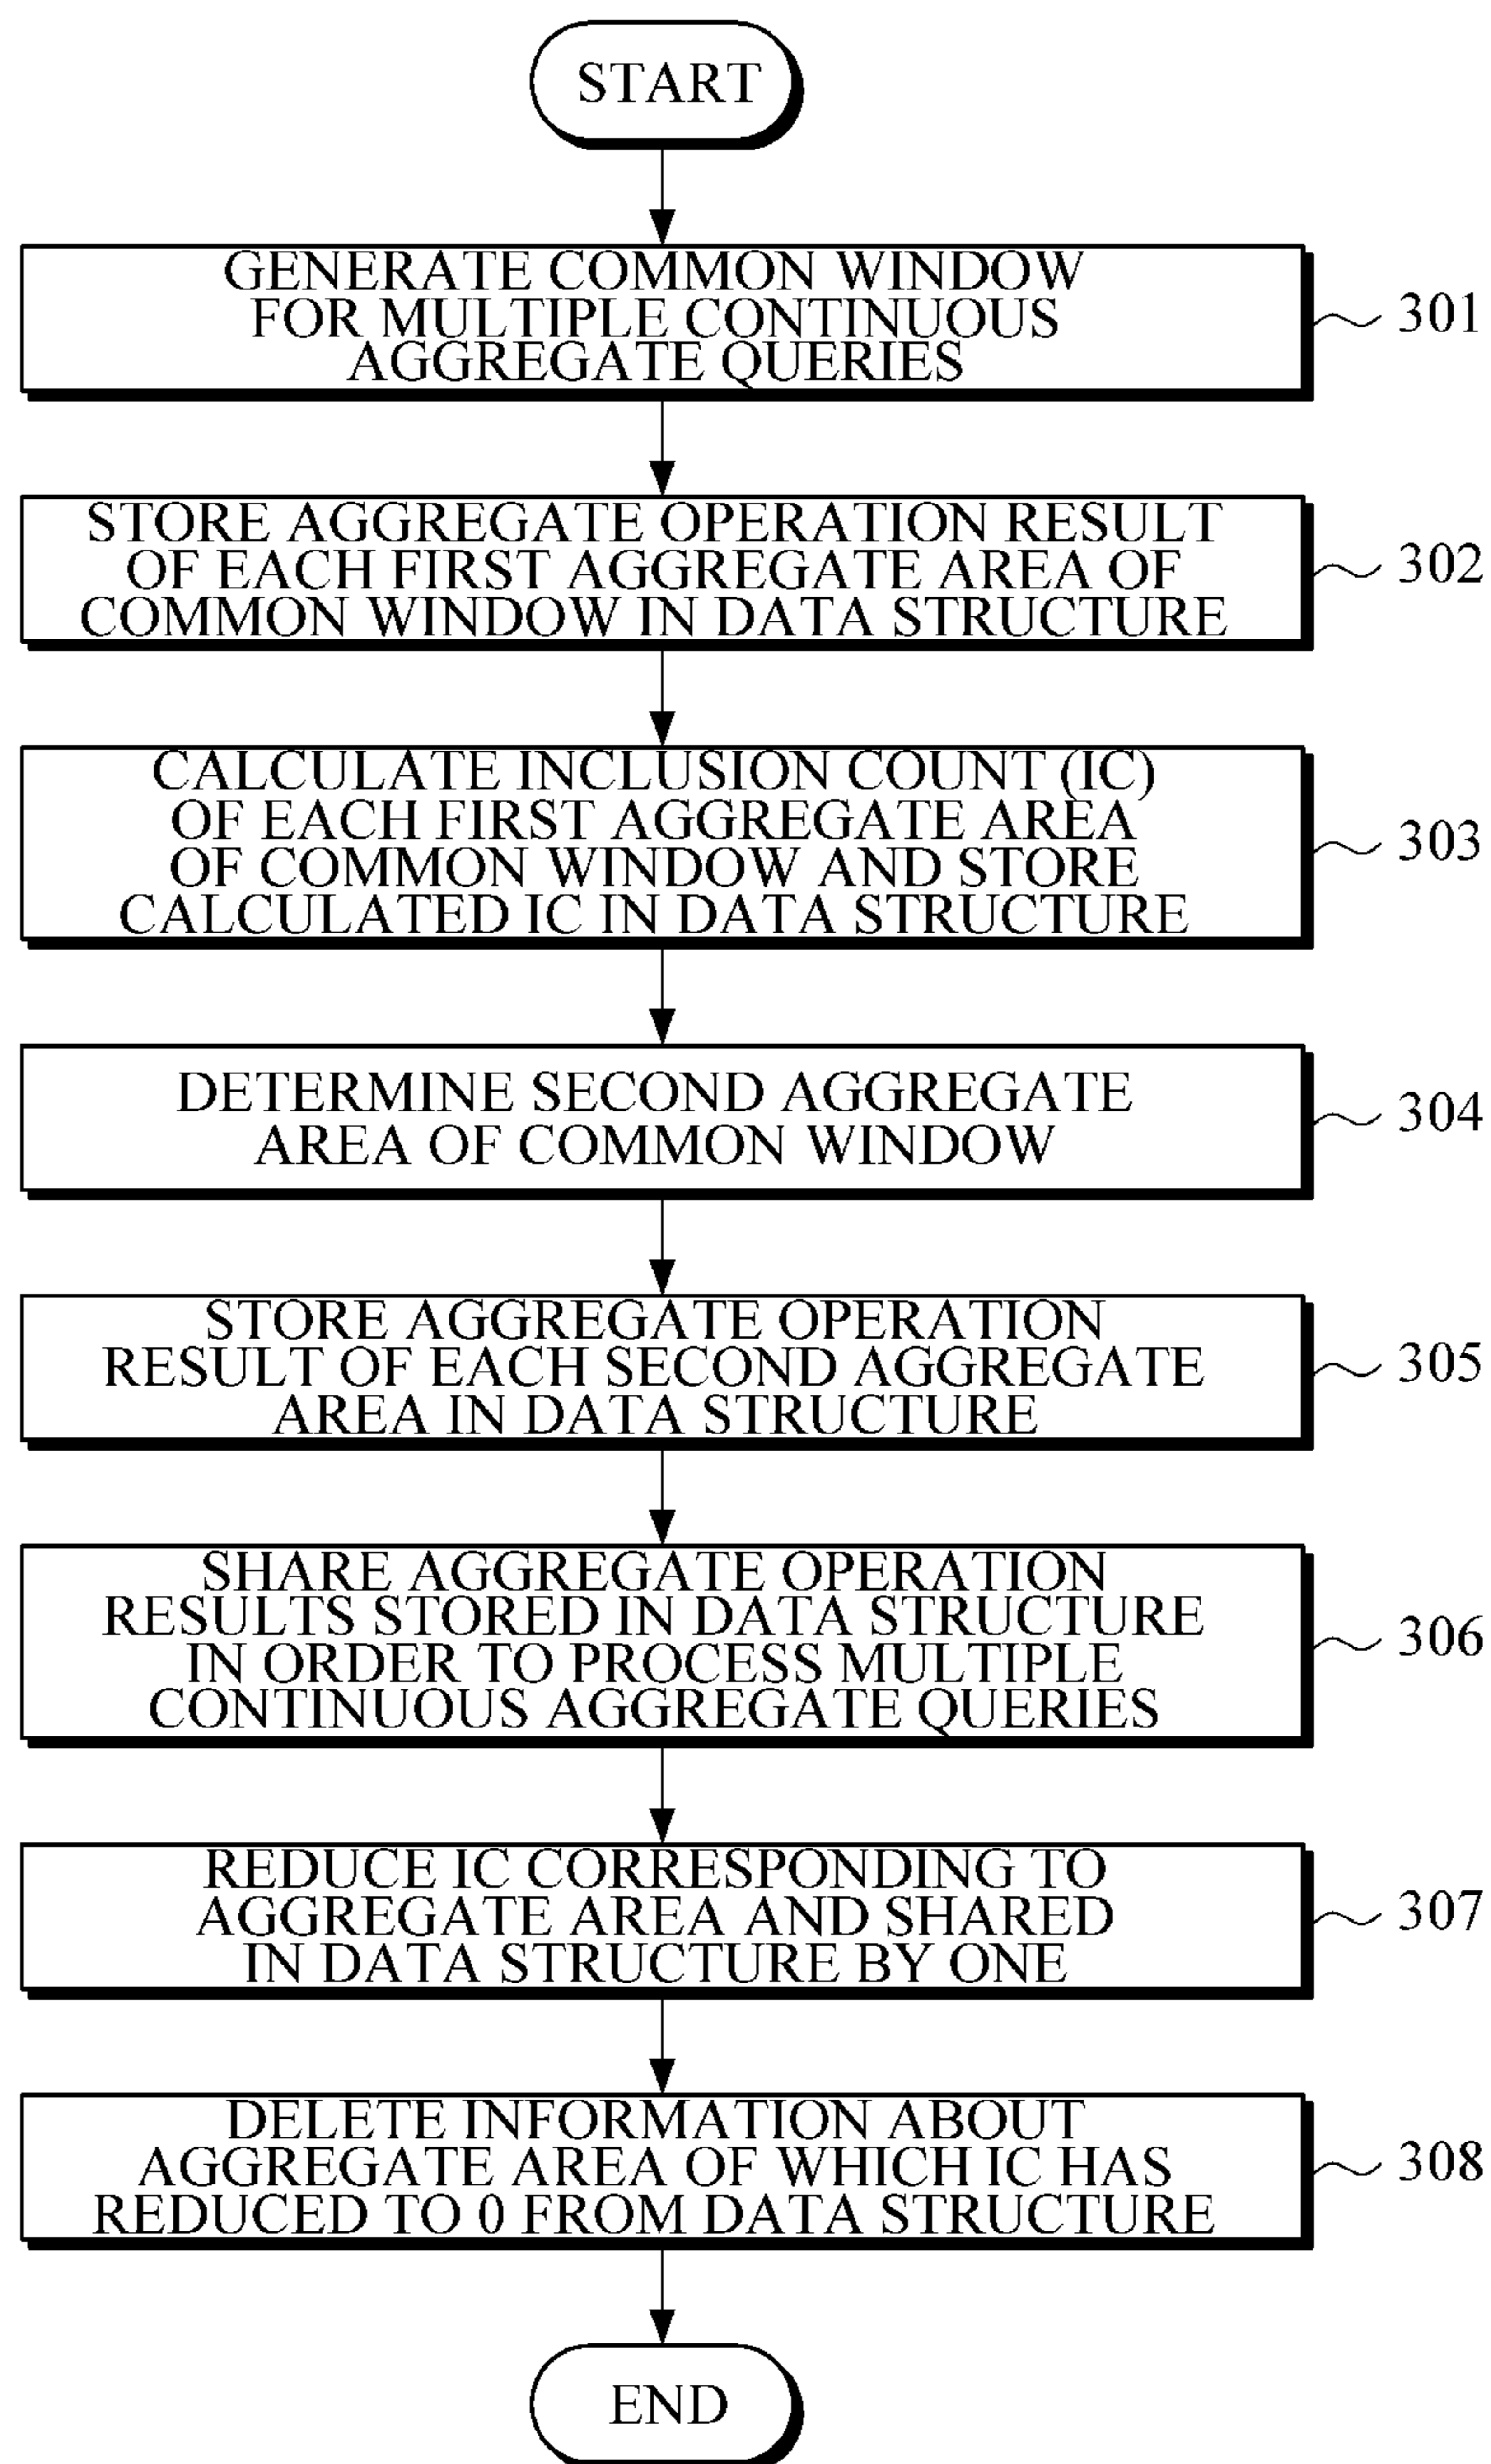 START
GENERATE COMMON WINDOW
FOR MULTIPLE CONTINUOUS
AGGREGATE QUERIES
301
STORE AGGREGATE OPERATION RESULT
OF EACH FIRST AGGREGATE AREA OF
COMMON WINDOW IN DATA STRUCTURE
302
CALCULATE INCLUSION COUNT (IC)
OF EACH FIRST AGGREGATE AREA
OF COMMON WINDOW AND STORE
CALCULATED IC IN DATA STRUCTURE
303
DETERMINE SECOND AGGREGATE
AREA OF COMMON WINDOW
304
STORE AGGREGATE OPERATION
RESULT OF EACH SECOND AGGREGATE
AREA IN DATA STRUCTURE
305
SHARE AGGREGATE OPERATION
RESULTS STORED IN DATA STRUCTURE
IN ORDER TO PROCESS MULTIPLE
CONTINUOUS AGGREGATE QUERIES
306
REDUCE IC CORRESPONDING TO
AGGREGATE AREA AND SHARED
IN DATA STRUCTURE BY ONE
307
DELETE INFORMATION ABOUT
AGGREGATE AREA OF WHICH IC HAS
REDUCED TO 0 FROM DATA STRUCTURE
308
END